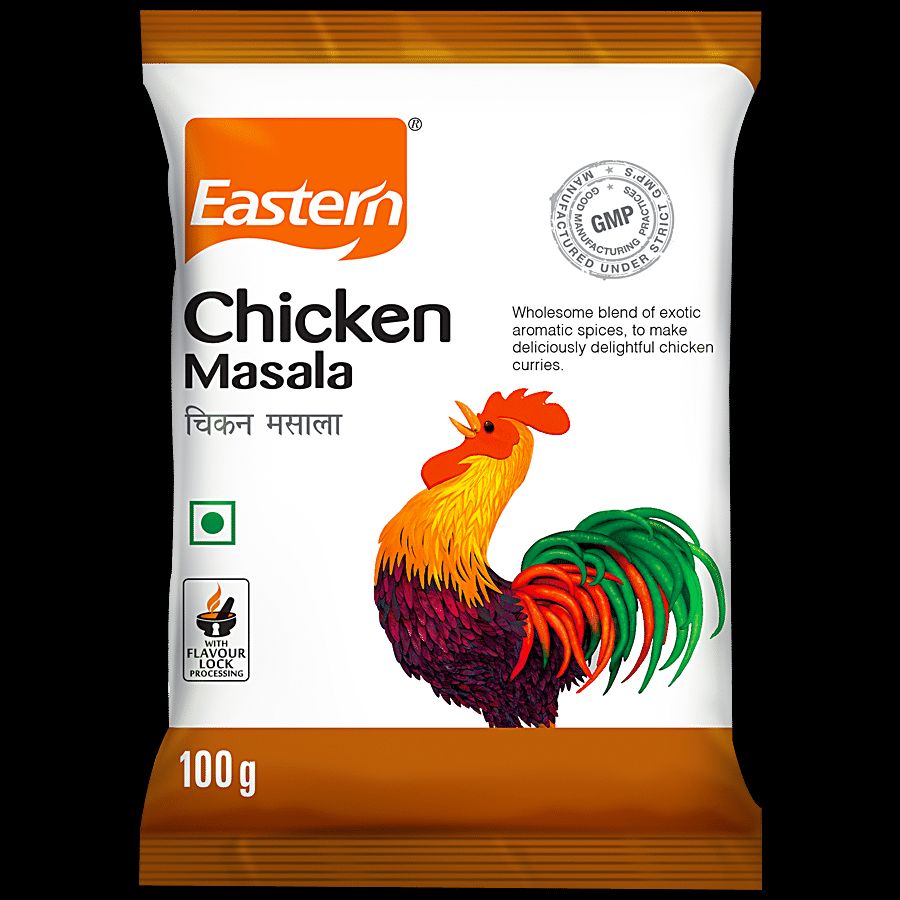 Eastern®
MANUFACTURED UNDER STRICT GMP'S
GOOD MANUFACTURING PRACTICES
GMP
Chicken
Masala
चिकन मसाला
Wholesome blend of exotic
aromatic spices, to make
deliciously delightful chicken
curries.
WITH
FLAVOUR
LOCK
PROCESSING
100 g